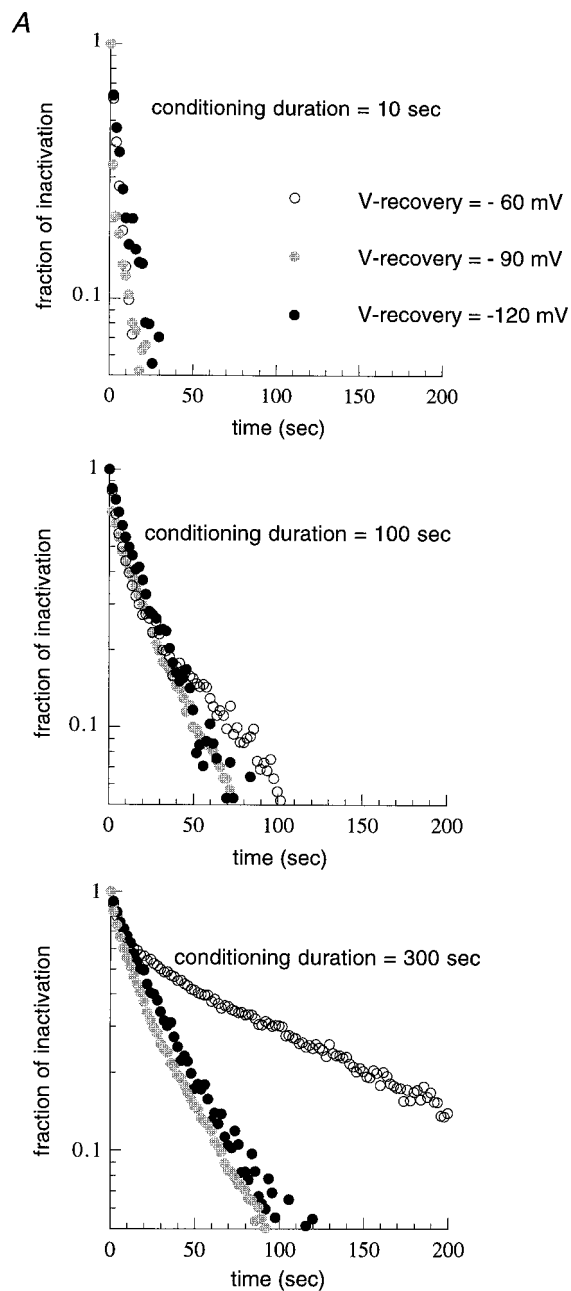 A
1
conditioning duration = 10 sec
V-recovery = - 60 mV
V-recovery = - 90 mV
V-recovery = -120 mV
fraction of inactivation
0.1
0 50 100 150 200
time (sec)
1
conditioning duration = 100 sec
fraction of inactivation
0.1
0 50 100 150 200
time (sec)
1
conditioning duration = 300 sec
fraction of inactivation
0.1
0 50 100 150 200
time (sec)